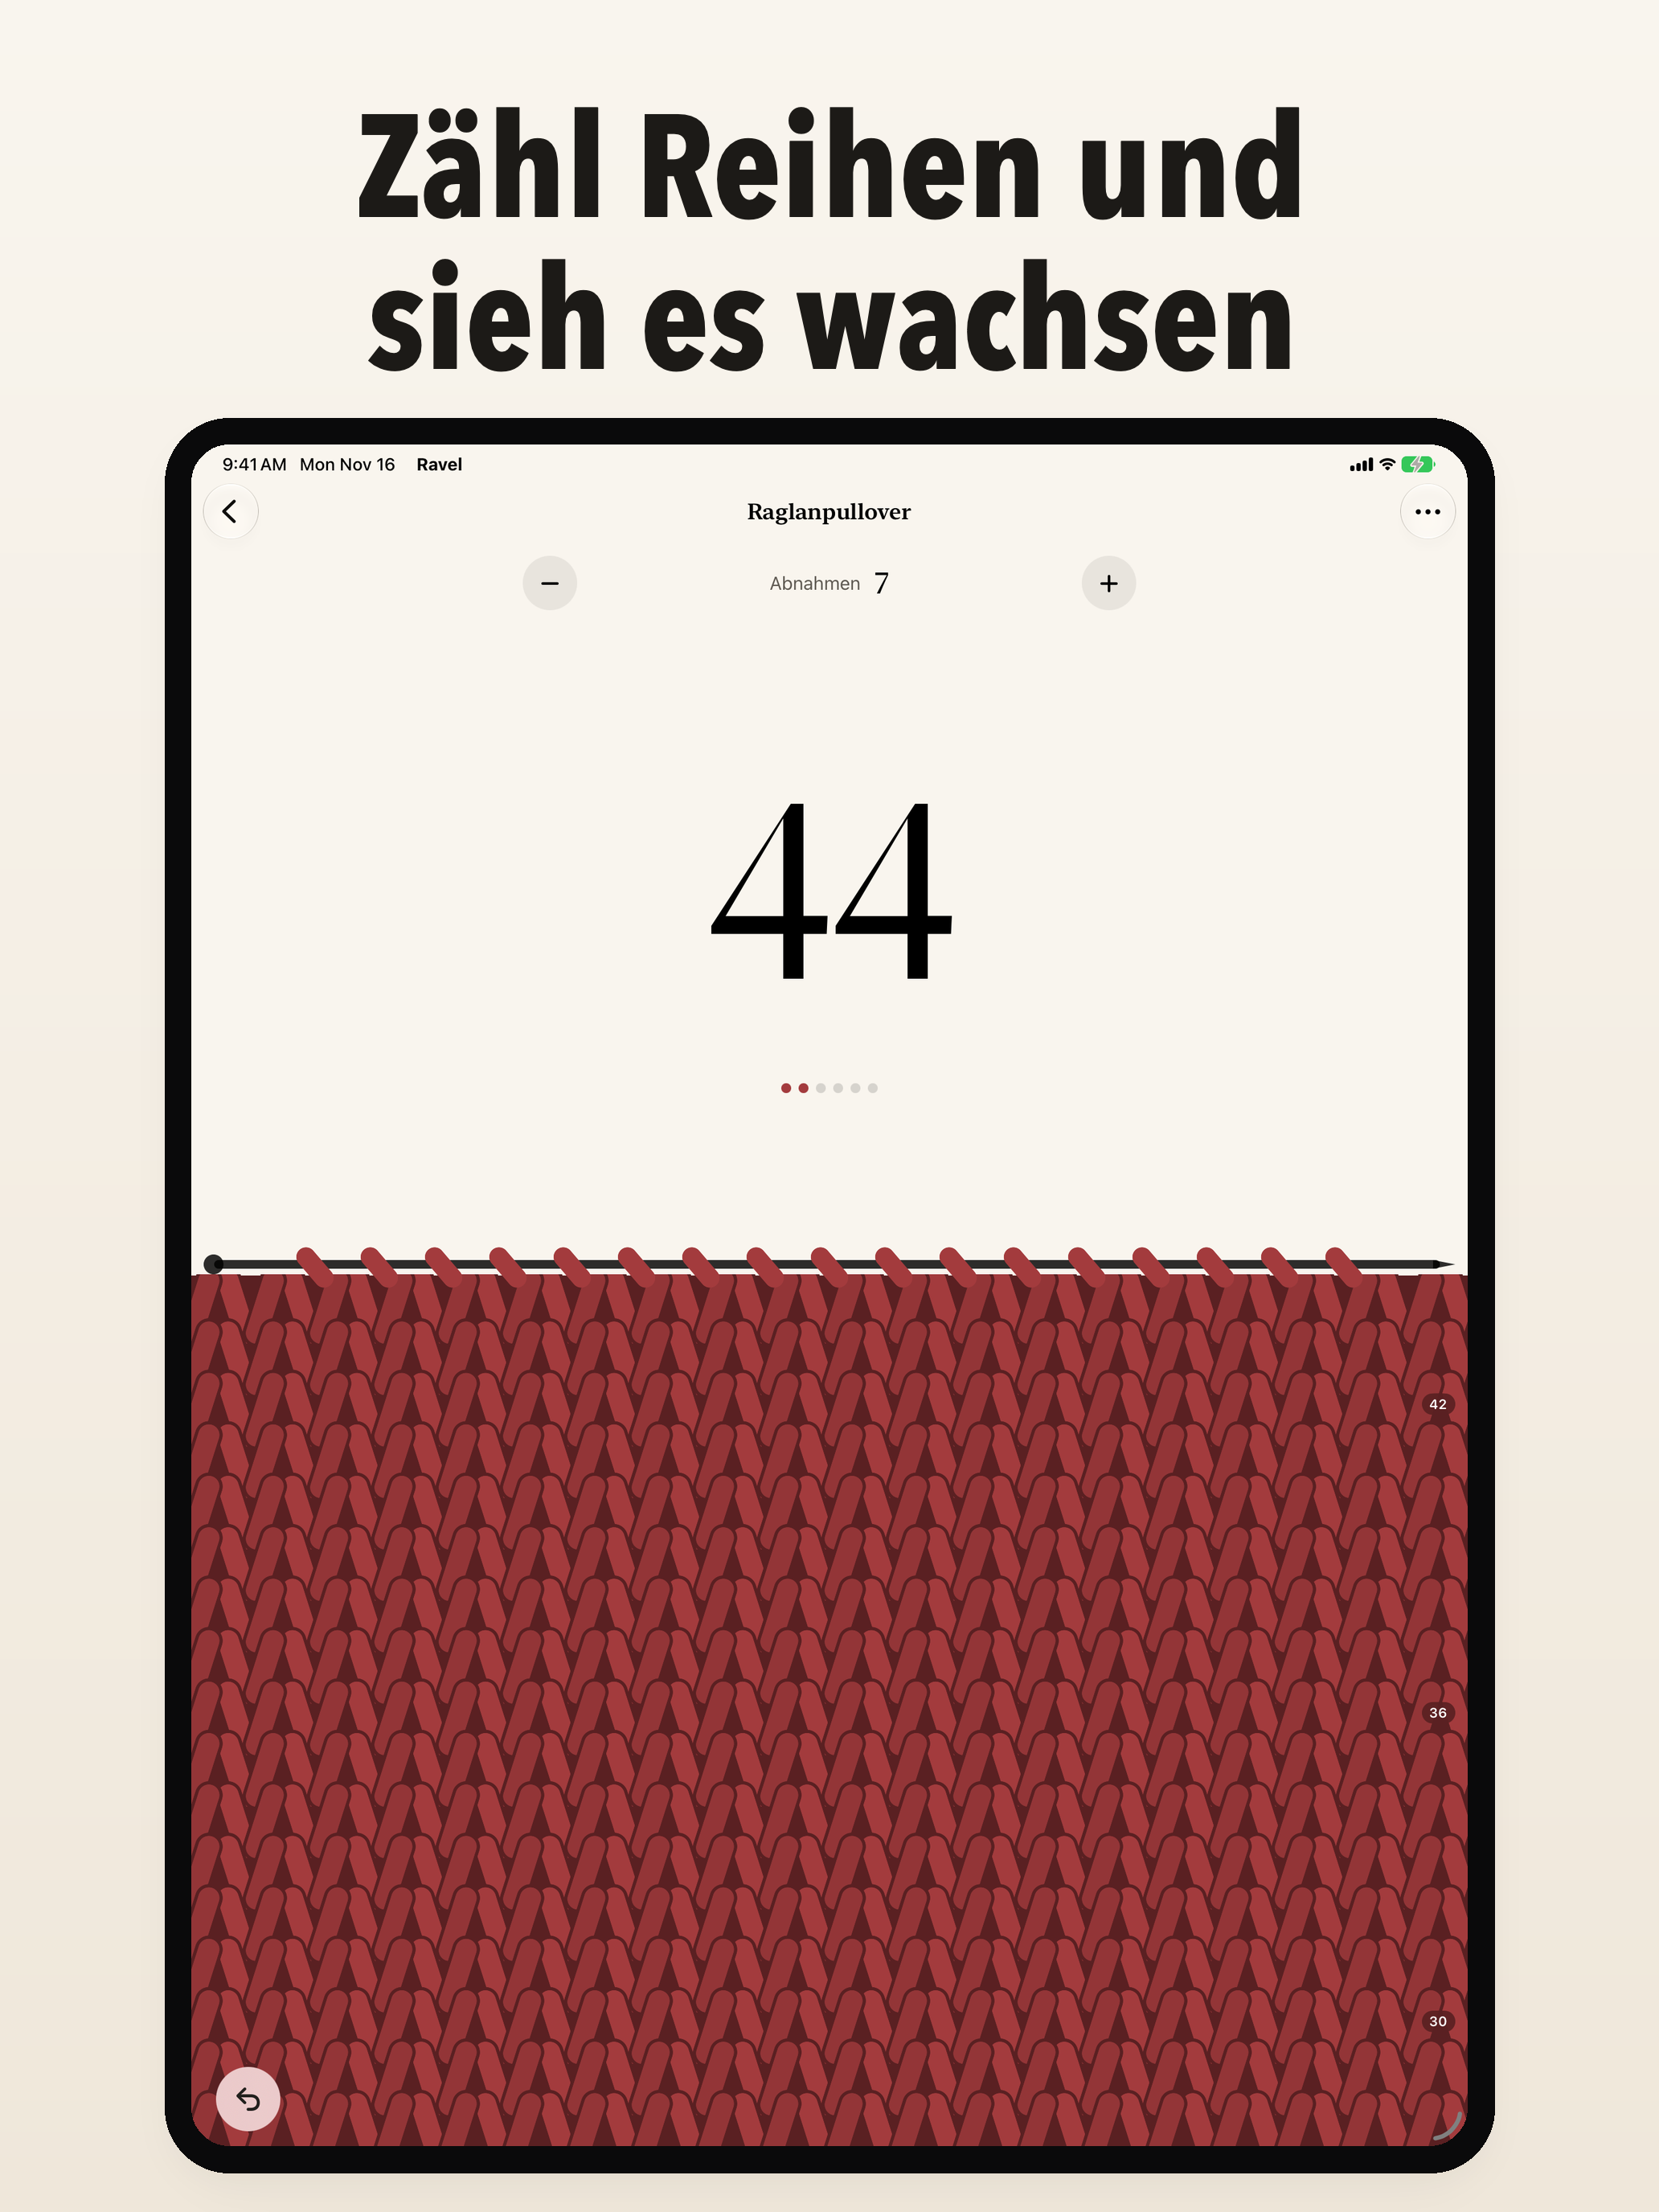 Zähl Reihen und
sieh es wachsen
9:41 AM Mon Nov 16 Ravel
Raglanpullover
Abnahmen 7
44
42
36
30